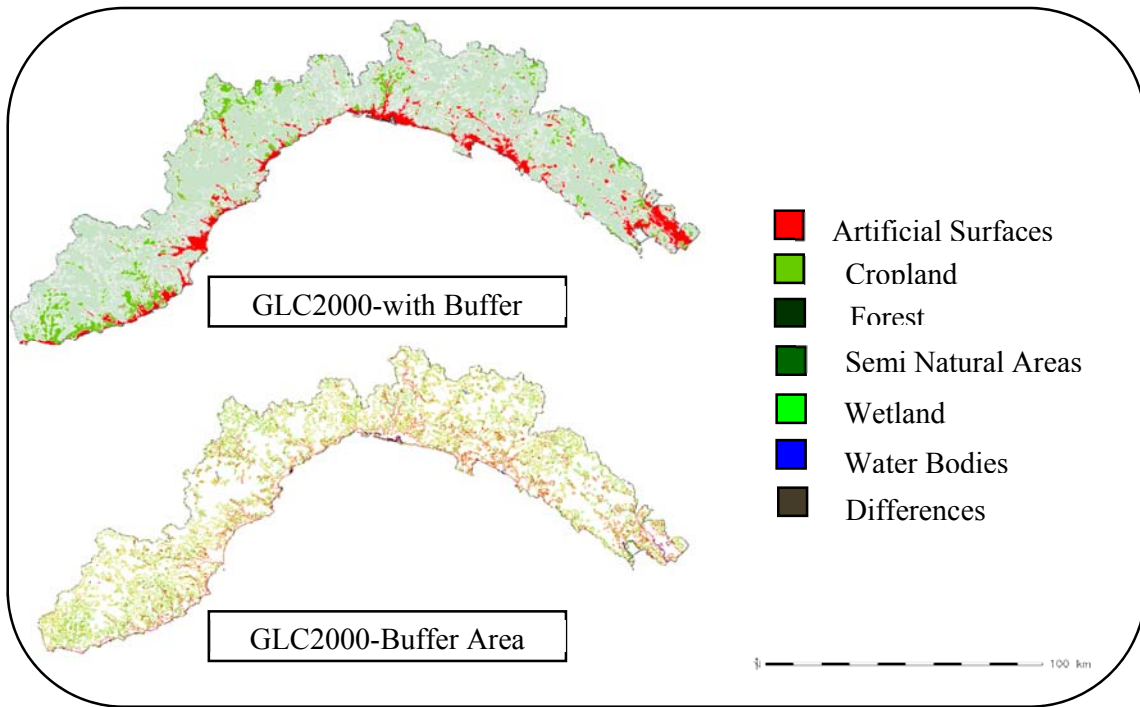 GLC2000-with Buffer
GLC2000-Buffer Area
Artificial Surfaces
Cropland
Forest
Semi Natural Areas
Wetland
Water Bodies
Differences
100 km